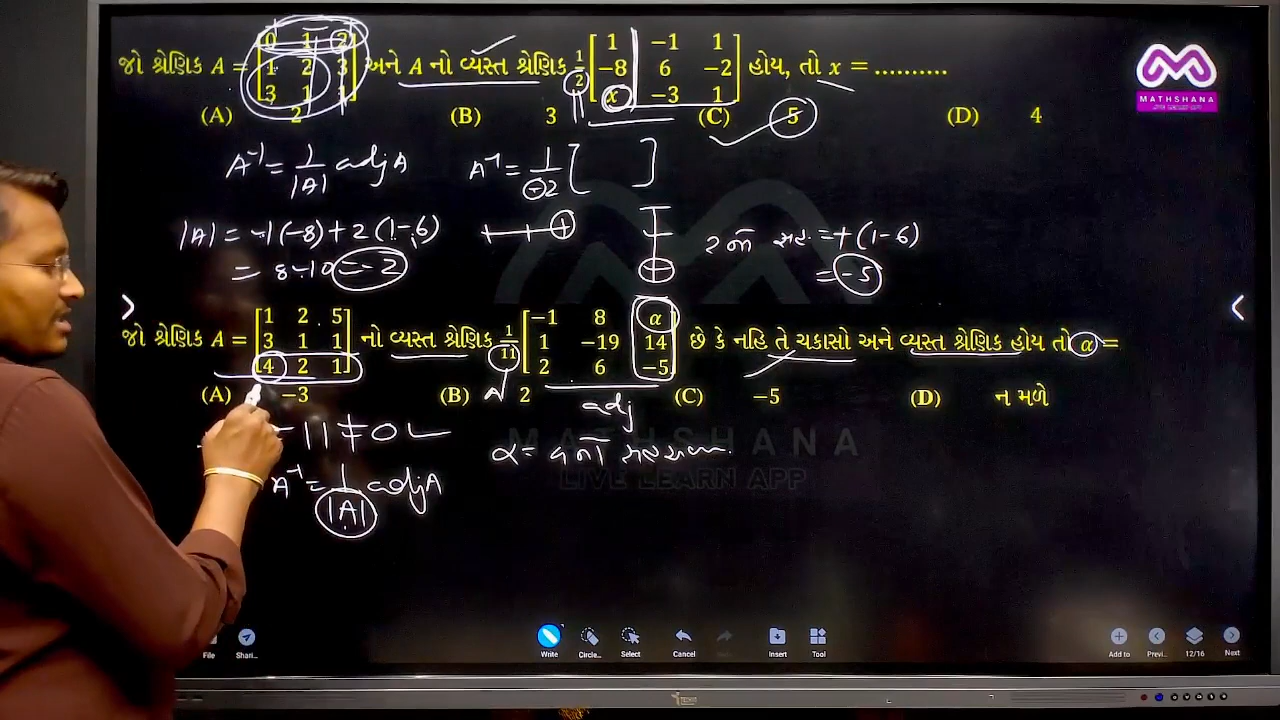 જો શ્રેણિક A = [0 1 2; 1 2 3; 3 1 1] અને A નો વ્યસ્ત શ્રેણિક 1/2 [1 −1 1; −8 6 −2; x −3 1] હોય, તો x = ..........
(A) 2 (B) 3 (C) 5 (D) 4
MATHSHANA
A⁻¹ = 1/|A| adj A A⁻¹ = 1/−2 [ ]
|A| = −1(−8) + 2(1−6) 2 નો સહ. = +(1−6)
= 8−10 = −2 = −5
જો શ્રેણિક A = [1 2 5; 3 1 1; 4 2 1] નો વ્યસ્ત શ્રેણિક 1/11 [−1 8 α; 1 −19 14; 2 6 −5] છે કે નહિ તે ચકાસો અને વ્યસ્ત શ્રેણિક હોય તો α =
(A) −3 (B) 2 (C) −5 (D) ન મળે
adj
11 ≠ 0
α = 4 નો
A⁻¹ = 1/|A| adj A
MATHSHANA
LIVE LEARN APP
File Shari... Write Circle... Select Cancel Insert Tool Add to Previ... 12/16 Next